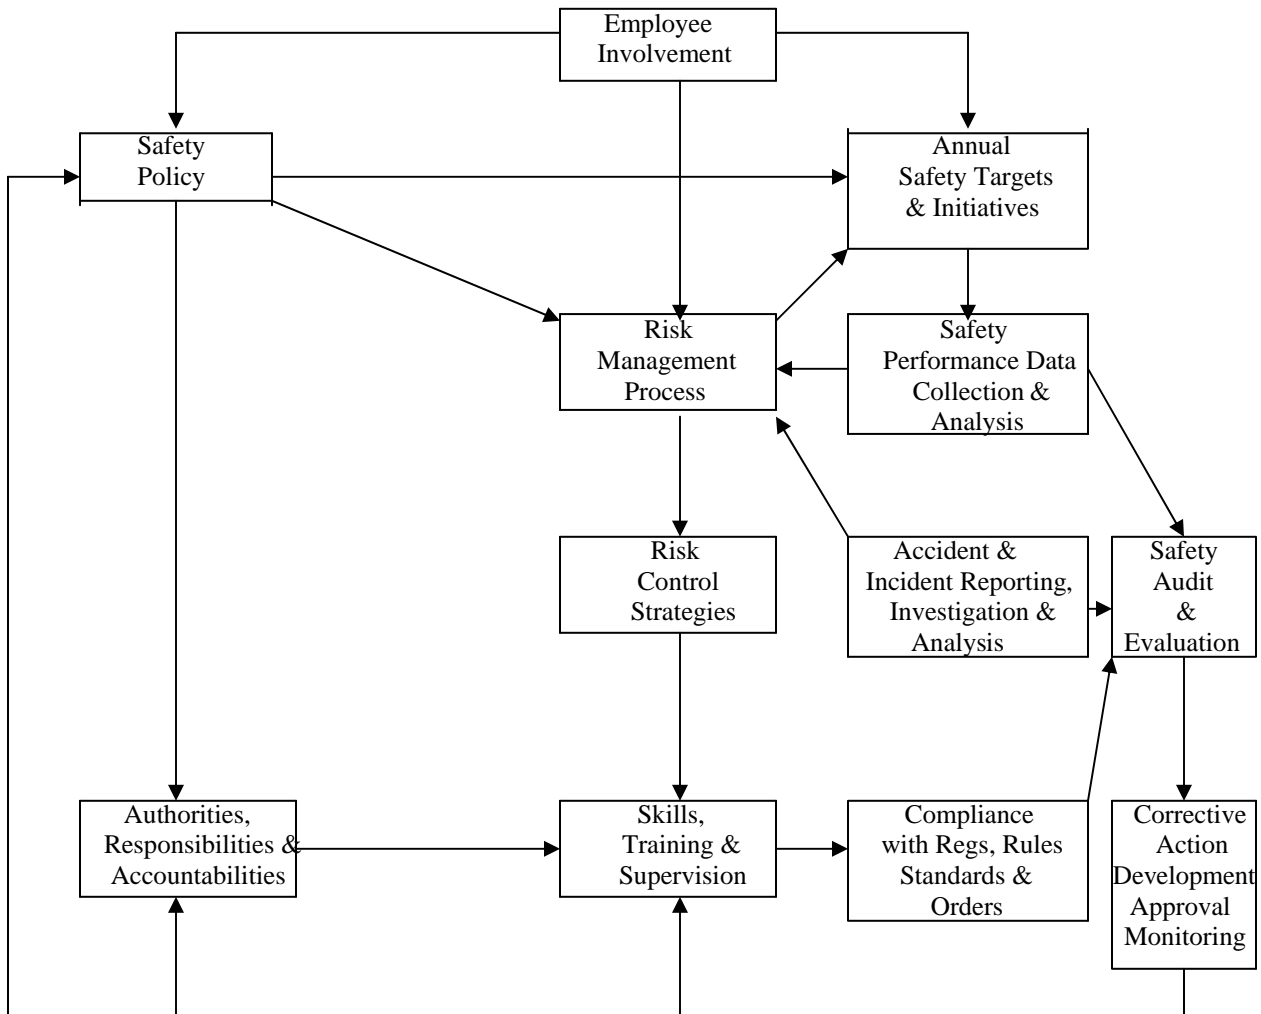 Employee
Involvement
Safety
Policy
Annual
Safety Targets
& Initiatives
Risk
Management
Process
Safety
Performance Data
Collection &
Analysis
Risk
Control
Strategies
Accident &
Incident Reporting,
Investigation &
Analysis
Safety
Audit
&
Evaluation
Authorities,
Responsibilities &
Accountabilities
Skills,
Training &
Supervision
Compliance
with Regs, Rules
Standards &
Orders
Corrective
Action
Development
Approval
Monitoring